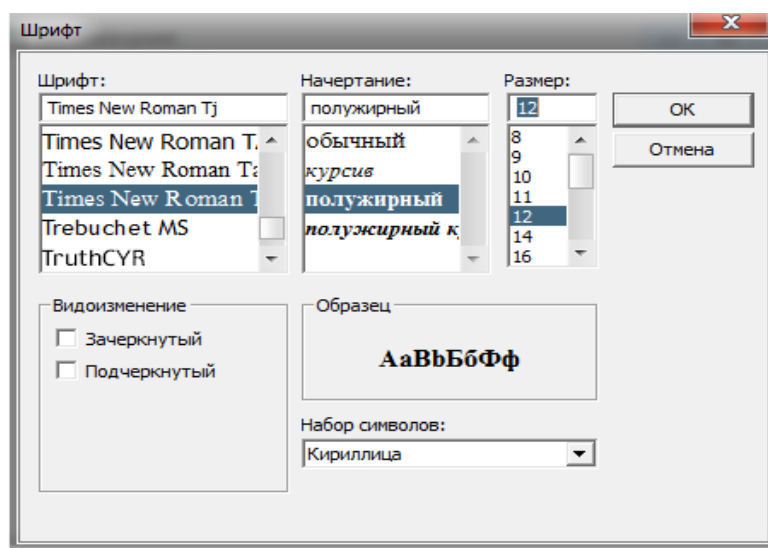 Шрифт
Шрифт:
Times New Roman Tj
Times New Roman T
Times New Roman Ta
Times New Roman T
Trebuchet MS
TruthCYR
Начертание:
полужирный
обычный
курсив
полужирный
полужирный к
Размер:
12
8
9
10
11
12
14
16
OK
Отмена
Видоизменение
Зачеркнутый
Подчеркнутый
Образец
АаBbБбФф
Набор символов:
Кириллица